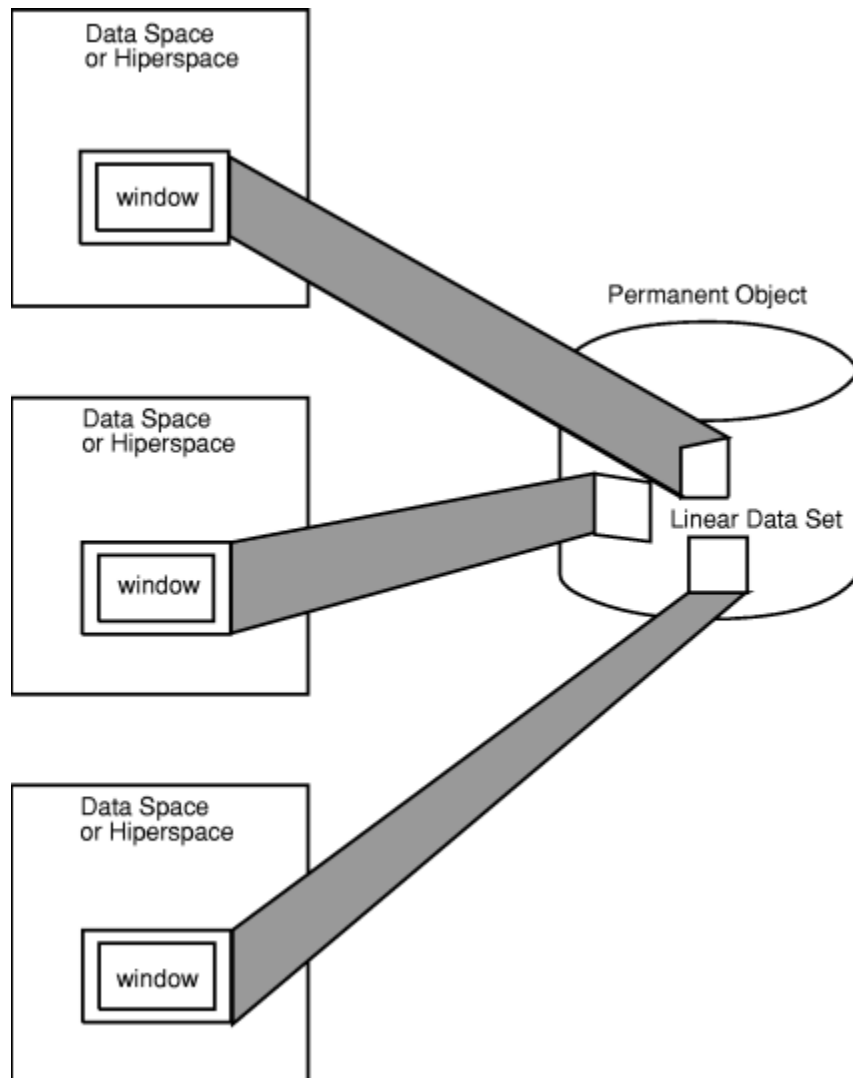 Data Space
or Hiperspace
window
Permanent Object
Data Space
or Hiperspace
Linear Data Set
window
Data Space
or Hiperspace
window